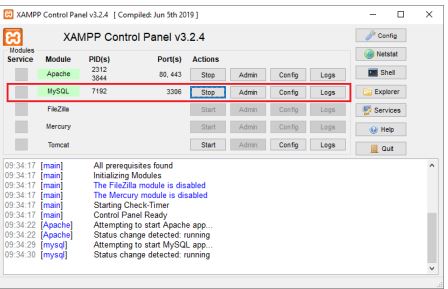 XAMPP Control Panel v3.2.4 [ Compiled: Jun 5th 2019 ]
XAMPP Control Panel v3.2.4
Config
Modules
Service Module PID(s) Port(s) Actions
Netstat
Apache 2312 3844 80, 443 Stop Admin Config Logs
Shell
MySQL 7192 3306 Stop Admin Config Logs
Explorer
FileZilla Start Admin Config Logs
Services
Mercury Start Admin Config Logs
Help
Tomcat Start Admin Config Logs
Quit
09:34:17 [main] All prerequisites found
09:34:17 [main] Initializing Modules
09:34:17 [main] The FileZilla module is disabled
09:34:17 [main] The Mercury module is disabled
09:34:17 [main] Starting Check-Timer
09:34:17 [main] Control Panel Ready
09:34:22 [Apache] Attempting to start Apache app...
09:34:22 [Apache] Status change detected: running
09:34:29 [mysql] Attempting to start MySQL app...
09:34:30 [mysql] Status change detected: running